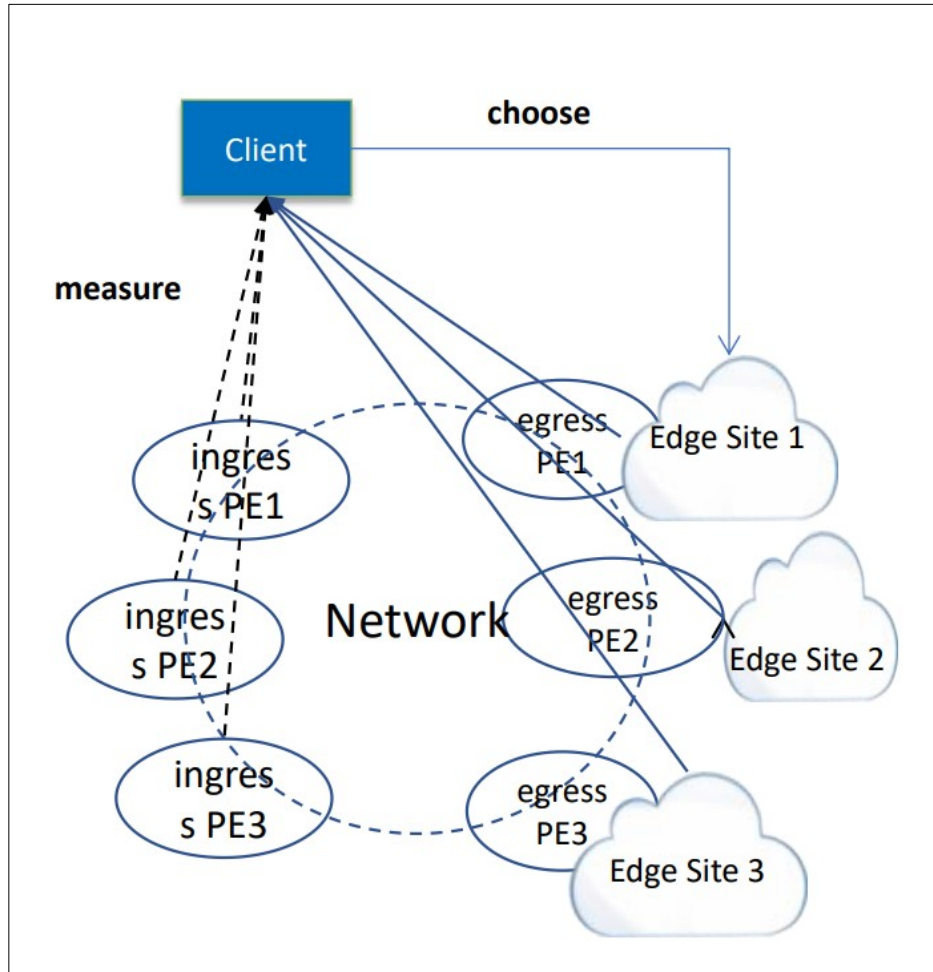 choose
Client
measure
egress
PE1
Edge Site 1
ingres
s PE1
Network
egress
PE2
ingres
s PE2
Edge Site 2
ingres
s PE3
egress
PE3
Edge Site 3